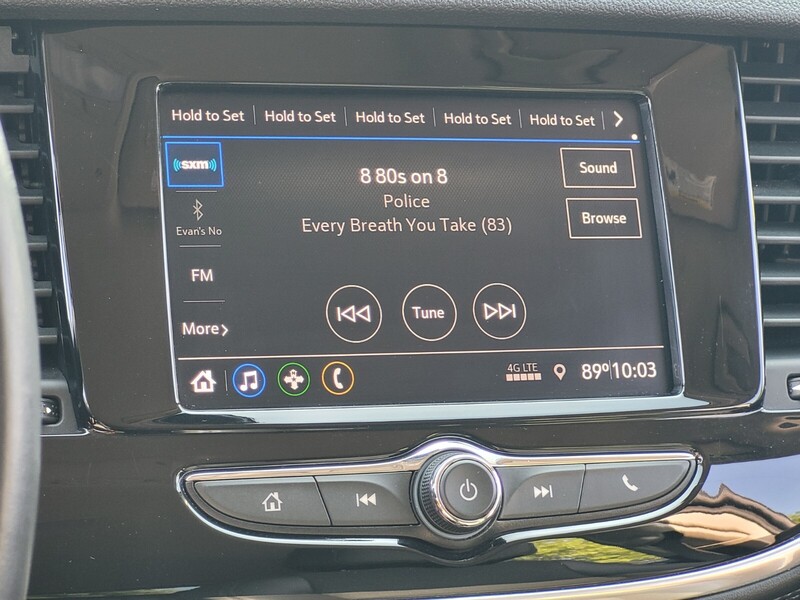 Hold to Set Hold to Set Hold to Set Hold to Set Hold to Set
sxm
8 80s on 8
Sound
Police
Every Breath You Take (83)
Browse
Evan's No
FM
Tune
More
4G LTE
89° 10:03